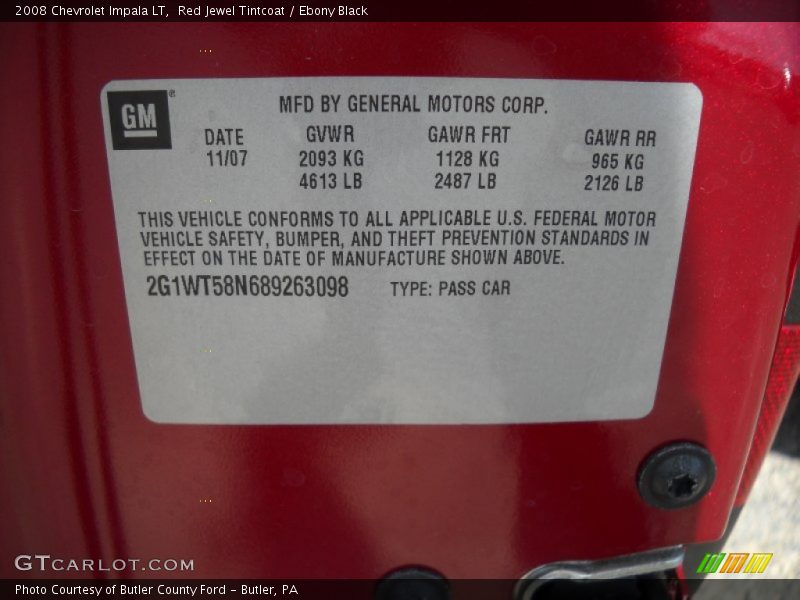 2008 Chevrolet Impala LT,  Red Jewel Tintcoat / Ebony Black
GM®
MFD BY GENERAL MOTORS CORP.
DATE GVWR GAWR FRT GAWR RR
11/07 2093 KG 1128 KG 965 KG
4613 LB 2487 LB 2126 LB
THIS VEHICLE CONFORMS TO ALL APPLICABLE U.S. FEDERAL MOTOR
VEHICLE SAFETY, BUMPER, AND THEFT PREVENTION STANDARDS IN
EFFECT ON THE DATE OF MANUFACTURE SHOWN ABOVE.
2G1WT58N689263098 TYPE: PASS CAR
GTCARLOT.COM
Photo Courtesy of Butler County Ford - Butler, PA